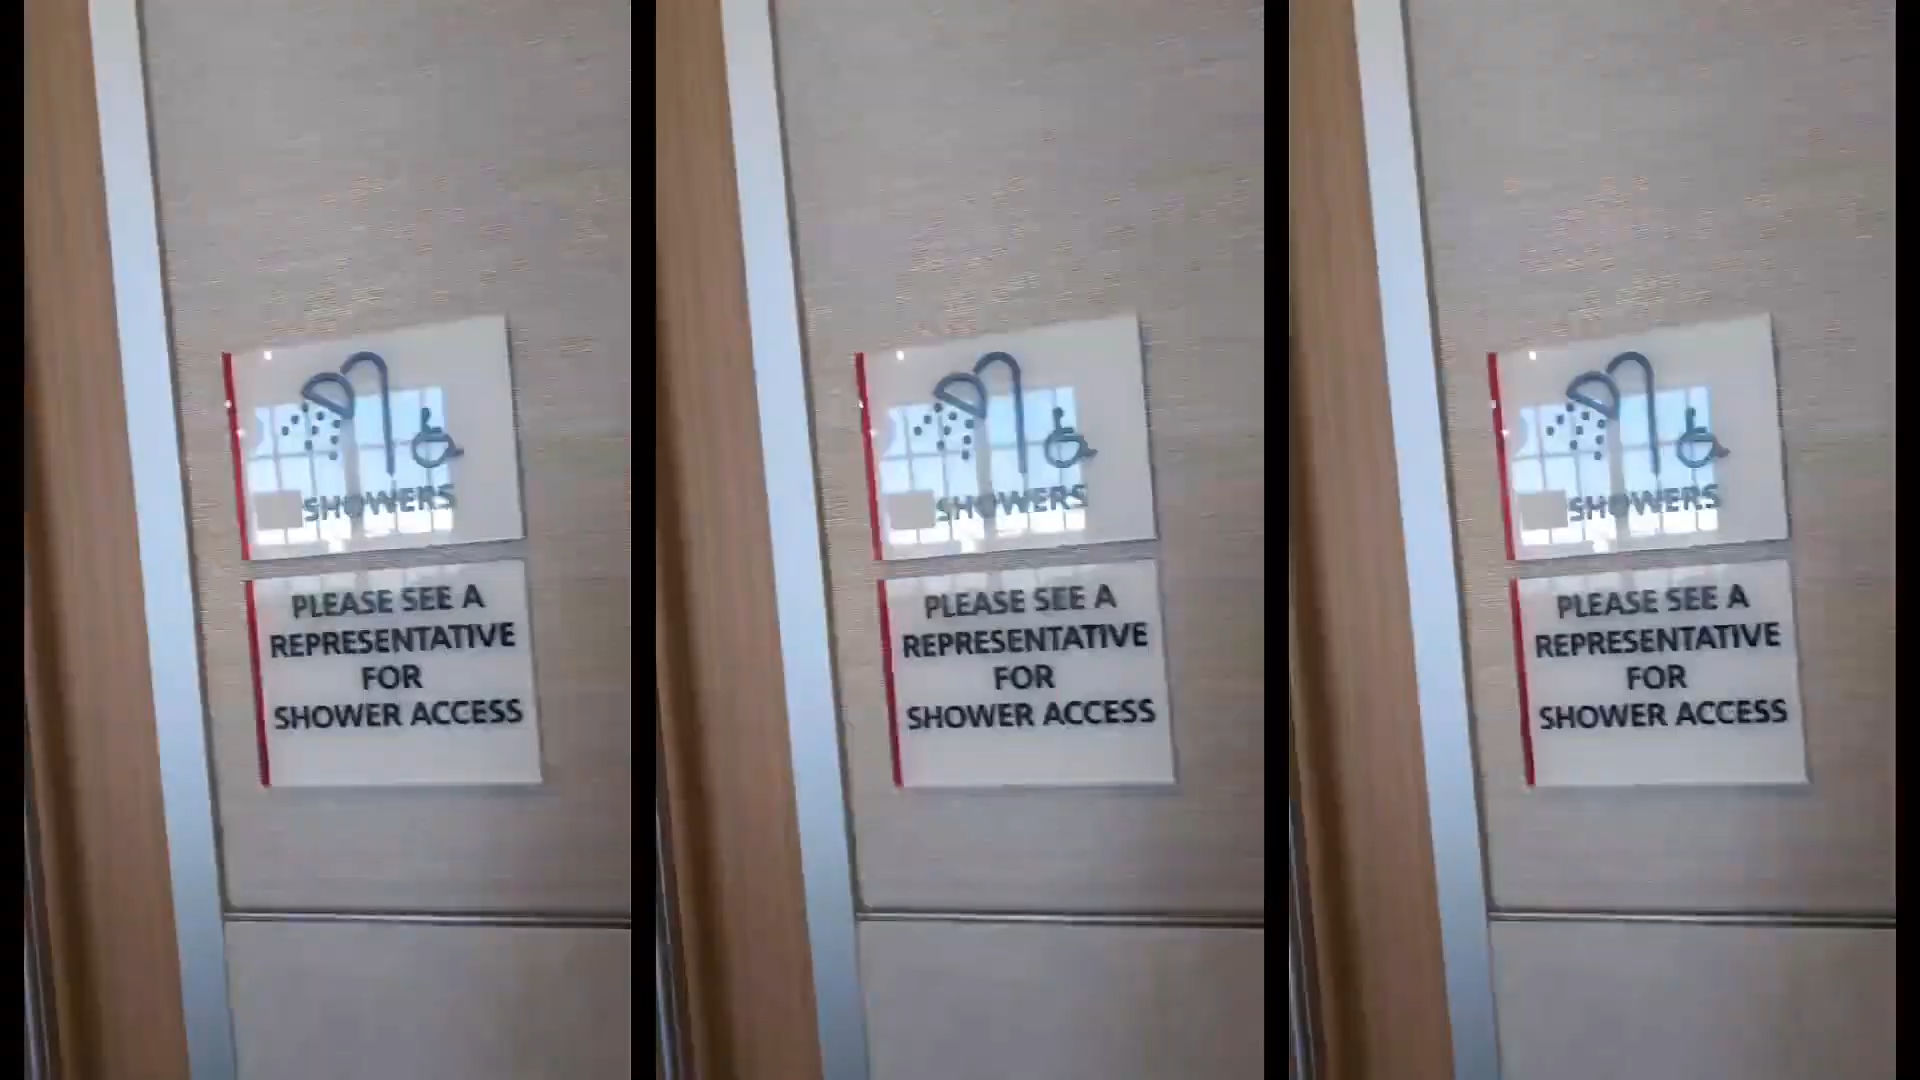 SHOWERS
PLEASE SEE A
REPRESENTATIVE
FOR
SHOWER ACCESS
SHOWERS
PLEASE SEE A
REPRESENTATIVE
FOR
SHOWER ACCESS
SHOWERS
PLEASE SEE A
REPRESENTATIVE
FOR
SHOWER ACCESS